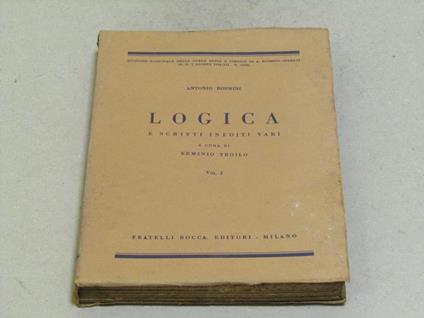 EDIZIONE NAZIONALE DELLE OPERE EDITE E INEDITE DI A. ROSMINI-SERBATI
ANTONIO ROSMINI
LOGICA
E SCRITTI INEDITI VARI
A CURA DI
ERMINIO TROILO
VOL. I
FRATELLI BOCCA, EDITORI - MILANO